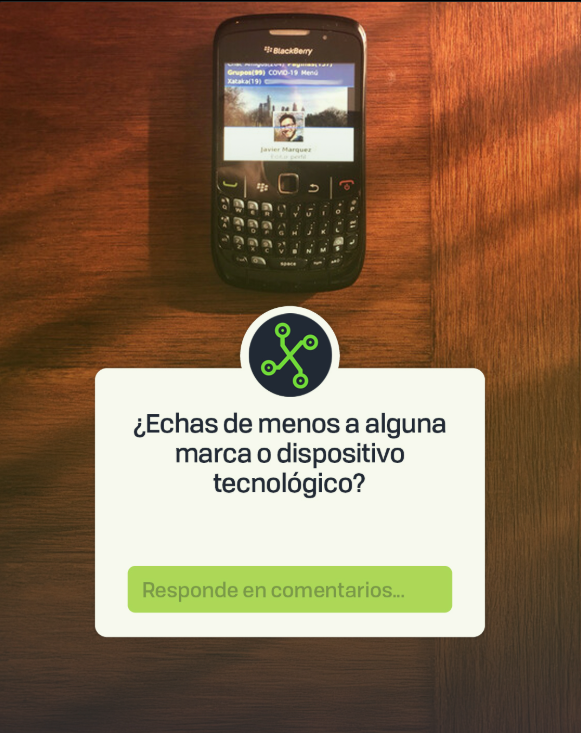 BlackBerry
Grupos(99) COVID-19 Menú
Xataka(19)
Javier Marquez
space
¿Echas de menos a alguna
marca o dispositivo
tecnológico?
Responde en comentarios...